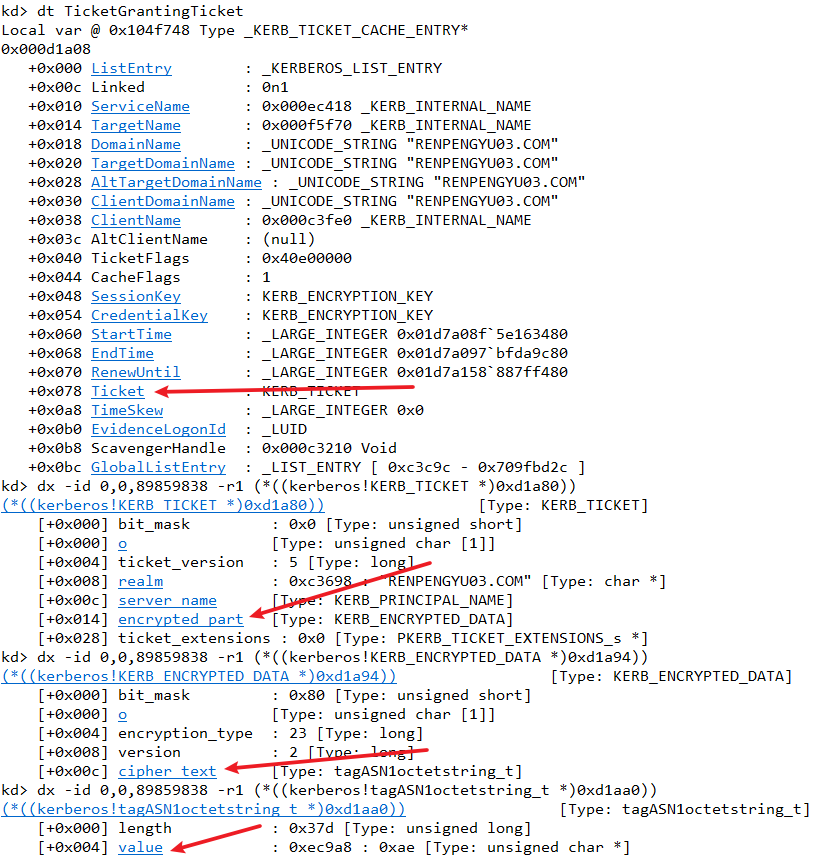 kd> dt TicketGrantingTicket
Local var @ 0x104f748 Type _KERB_TICKET_CACHE_ENTRY*
0x000d1a08
   +0x000 ListEntry        : _KERBEROS_LIST_ENTRY
   +0x00c Linked           : 0n1
   +0x010 ServiceName      : 0x000ec418 _KERB_INTERNAL_NAME
   +0x014 TargetName       : 0x000f5f70 _KERB_INTERNAL_NAME
   +0x018 DomainName       : _UNICODE_STRING "RENPENGYU03.COM"
   +0x020 TargetDomainName : _UNICODE_STRING "RENPENGYU03.COM"
   +0x028 AltTargetDomainName : _UNICODE_STRING "RENPENGYU03.COM"
   +0x030 ClientDomainName : _UNICODE_STRING "RENPENGYU03.COM"
   +0x038 ClientName       : 0x000c3fe0 _KERB_INTERNAL_NAME
   +0x03c AltClientName    : (null)
   +0x040 TicketFlags      : 0x40e00000
   +0x044 CacheFlags       : 1
   +0x048 SessionKey       : KERB_ENCRYPTION_KEY
   +0x054 CredentialKey    : KERB_ENCRYPTION_KEY
   +0x060 StartTime        : _LARGE_INTEGER 0x01d7a08f`5e163480
   +0x068 EndTime          : _LARGE_INTEGER 0x01d7a097`bfda9c80
   +0x070 RenewUntil       : _LARGE_INTEGER 0x01d7a158`887ff480
   +0x078 Ticket           : KERB_TICKET
   +0x0a8 TimeSkew         : _LARGE_INTEGER 0x0
   +0x0b0 EvidenceLogonId  : _LUID
   +0x0b8 ScavengerHandle  : 0x000c3210 Void
   +0x0bc GlobalListEntry  : _LIST_ENTRY [ 0xc3c9c - 0x709fbd2c ]
kd> dx -id 0,0,89859838 -r1 (*((kerberos!KERB_TICKET *)0xd1a80))
(*((kerberos!KERB_TICKET *)0xd1a80))                 [Type: KERB_TICKET]
    [+0x000] bit_mask         : 0x0 [Type: unsigned short]
    [+0x000] o                [Type: unsigned char [1]]
    [+0x004] ticket_version   : 5 [Type: long]
    [+0x008] realm            : 0xc3698 : "RENPENGYU03.COM" [Type: char *]
    [+0x00c] server_name      [Type: KERB_PRINCIPAL_NAME]
    [+0x014] encrypted_part   [Type: KERB_ENCRYPTED_DATA]
    [+0x028] ticket_extensions : 0x0 [Type: PKERB_TICKET_EXTENSIONS_s *]
kd> dx -id 0,0,89859838 -r1 (*((kerberos!KERB_ENCRYPTED_DATA *)0xd1a94))
(*((kerberos!KERB_ENCRYPTED_DATA *)0xd1a94))                 [Type: KERB_ENCRYPTED_DATA]
    [+0x000] bit_mask         : 0x80 [Type: unsigned short]
    [+0x000] o                [Type: unsigned char [1]]
    [+0x004] encryption_type  : 23 [Type: long]
    [+0x008] version          : 2 [Type: long]
    [+0x00c] cipher_text      [Type: tagASN1octetstring_t]
kd> dx -id 0,0,89859838 -r1 (*((kerberos!tagASN1octetstring_t *)0xd1aa0))
(*((kerberos!tagASN1octetstring_t *)0xd1aa0))                 [Type: tagASN1octetstring_t]
    [+0x000] length           : 0x37d [Type: unsigned long]
    [+0x004] value            : 0xec9a8 : 0xae [Type: unsigned char *]